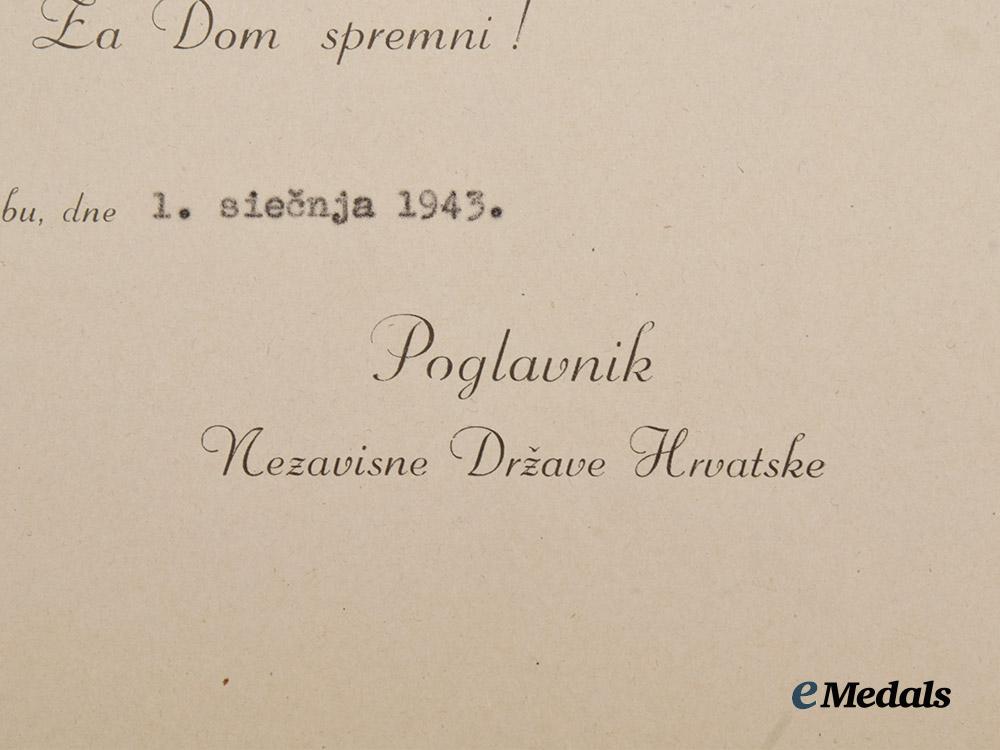 Za Dom spremni!
bu, dne 1. siečnja 1943.
Poglavnik
Nezavisne Države Hrvatske
eMedals